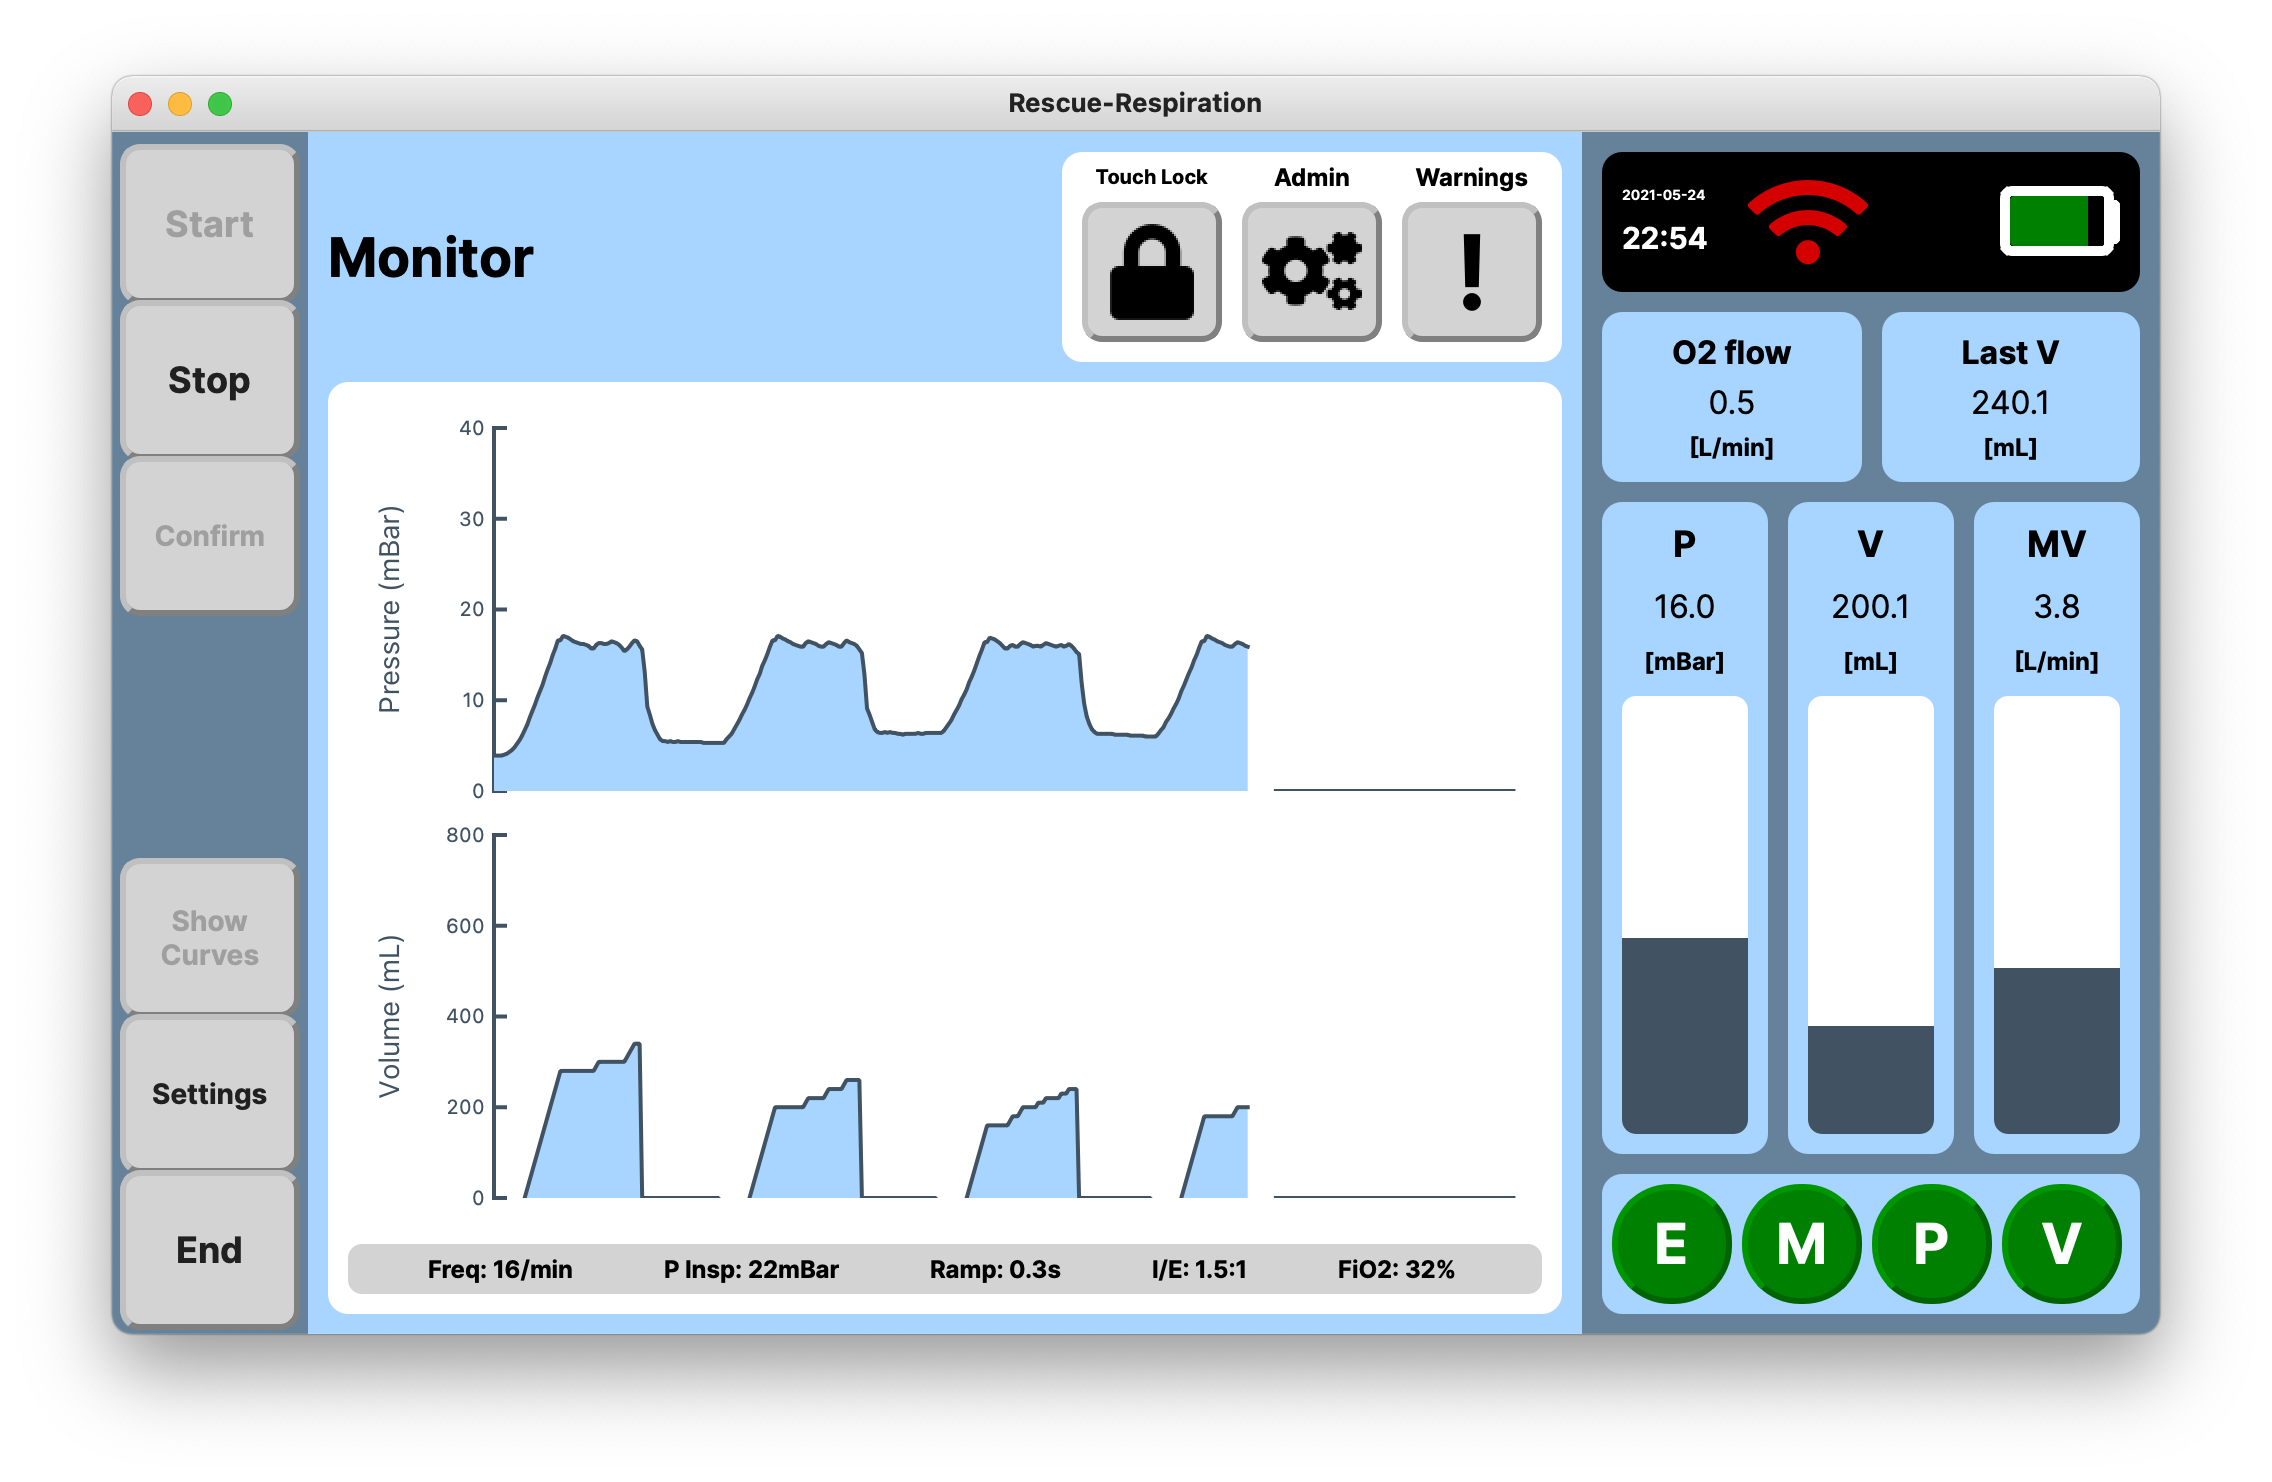 Rescue-Respiration
Start
Stop
Confirm
Show
Curves
Settings
End
Monitor
Touch Lock
Admin
Warnings
!
40
30
20
10
0
Pressure (mBar)
800
600
400
200
0
Volume (mL)
Freq: 16/min
P Insp: 22mBar
Ramp: 0.3s
I/E: 1.5:1
FiO2: 32%
2021-05-24
22:54
O2 flow
0.5
[L/min]
Last V
240.1
[mL]
P
16.0
[mBar]
V
200.1
[mL]
MV
3.8
[L/min]
E
M
P
V